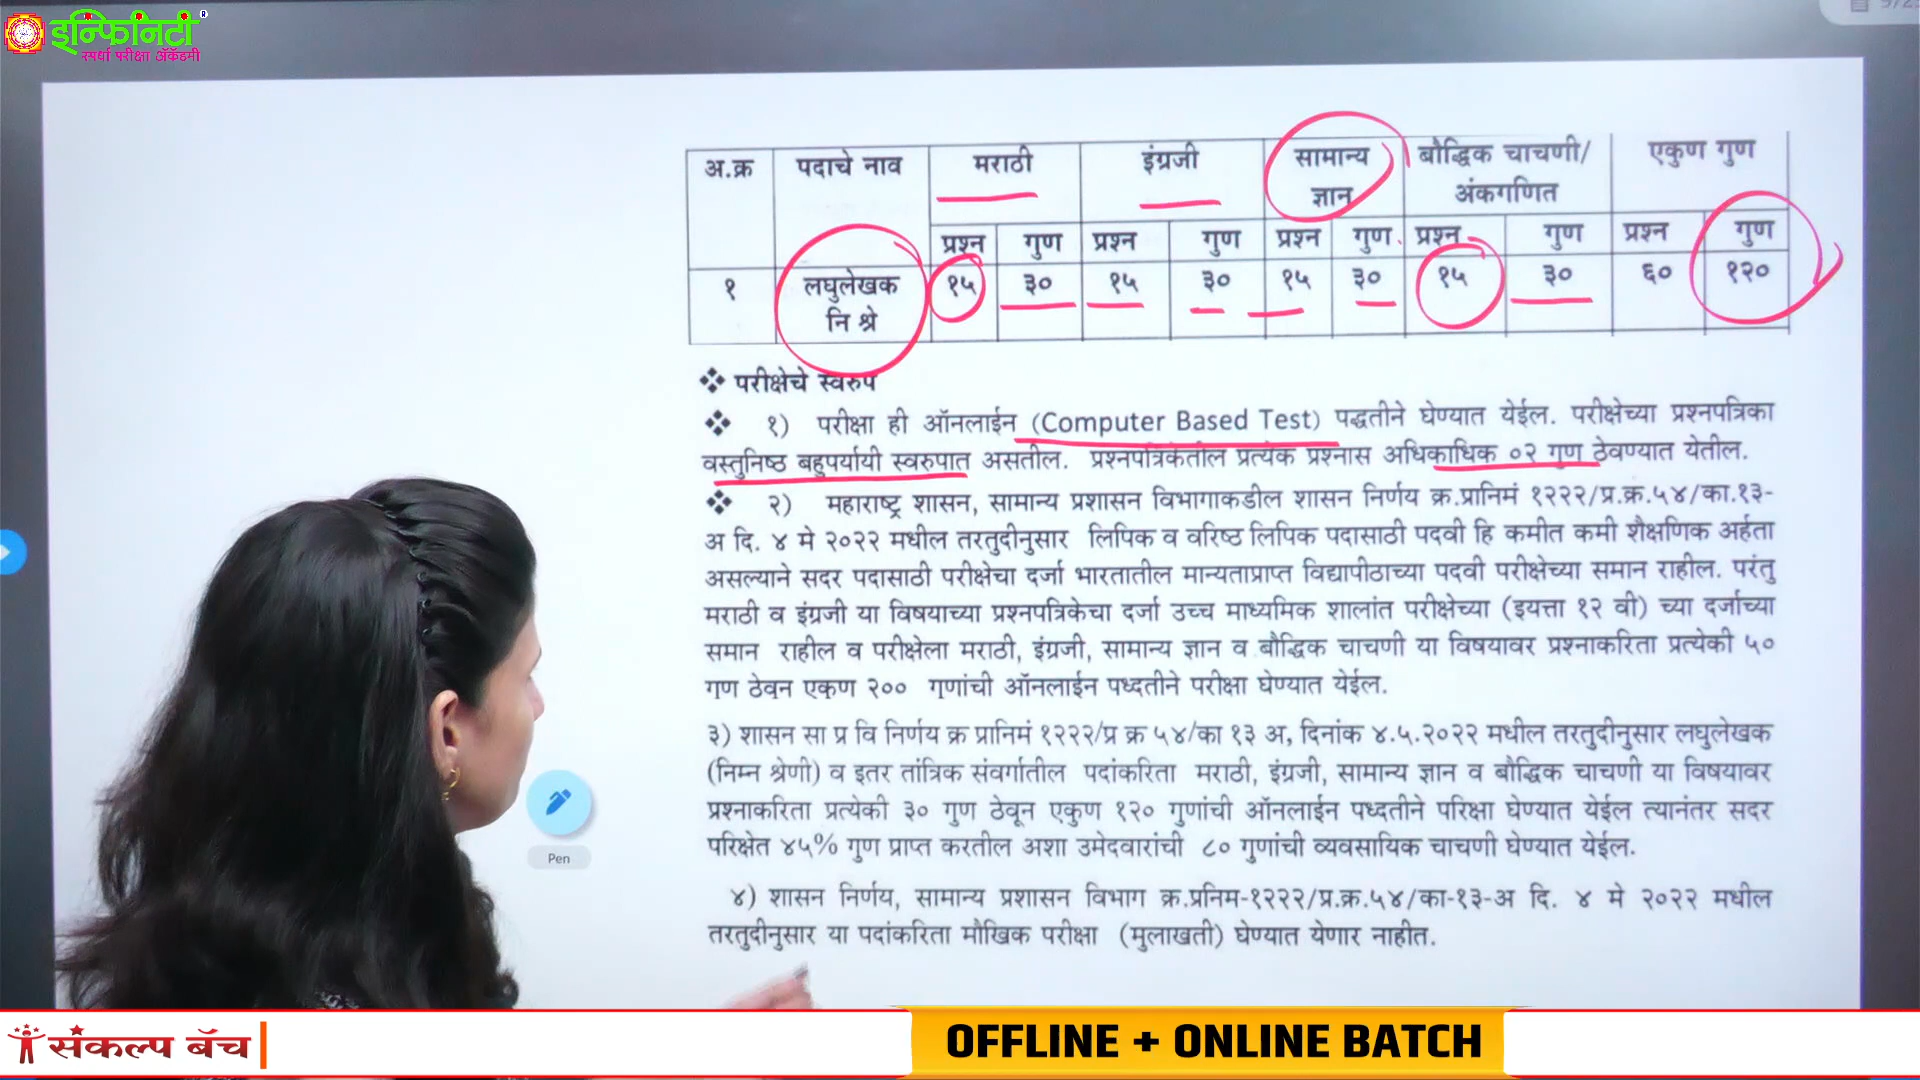 इन्फिनिटी
स्पर्धा परीक्षा ॲकॅडमी
अ.क्र पदाचे नाव मराठी इंग्रजी सामान्य ज्ञान बौद्धिक चाचणी/ अंकगणित एकुण गुण
प्रश्न गुण प्रश्न गुण प्रश्न गुण प्रश्न गुण प्रश्न गुण
१ लघुलेखक नि श्रे १५ ३० १५ ३० १५ ३० १५ ३० ६० १२०
❖ परीक्षेचे स्वरुप
❖ १) परीक्षा ही ऑनलाईन (Computer Based Test) पद्धतीने घेण्यात येईल. परीक्षेच्या प्रश्नपत्रिका
वस्तुनिष्ठ बहुपर्यायी स्वरुपात असतील. प्रश्नपत्रिकेतील प्रत्येक प्रश्नास अधिकाधिक ०२ गुण ठेवण्यात येतील.
❖ २) महाराष्ट्र शासन, सामान्य प्रशासन विभागाकडील शासन निर्णय क्र.प्रानिमं १२२२/प्र.क्र.५४/का.१३-
अ दि. ४ मे २०२२ मधील तरतुदीनुसार लिपिक व वरिष्ठ लिपिक पदासाठी पदवी हि कमीत कमी शैक्षणिक अर्हता
असल्याने सदर पदासाठी परीक्षेचा दर्जा भारतातील मान्यताप्राप्त विद्यापीठाच्या पदवी परीक्षेच्या समान राहील. परंतु
मराठी व इंग्रजी या विषयाच्या प्रश्नपत्रिकेचा दर्जा उच्च माध्यमिक शालांत परीक्षेच्या (इयत्ता १२ वी) च्या दर्जाच्या
समान राहील व परीक्षेला मराठी, इंग्रजी, सामान्य ज्ञान व बौद्धिक चाचणी या विषयावर प्रश्नाकरिता प्रत्येकी ५०
गुण ठेवून एकुण २०० गुणांची ऑनलाईन पध्दतीने परीक्षा घेण्यात येईल.
३) शासन सा प्र वि निर्णय क्र प्रानिमं १२२२/प्र क्र ५४/का १३ अ, दिनांक ४.५.२०२२ मधील तरतुदीनुसार लघुलेखक
(निम्न श्रेणी) व इतर तांत्रिक संवर्गातील पदांकरिता मराठी, इंग्रजी, सामान्य ज्ञान व बौद्धिक चाचणी या विषयावर
प्रश्नाकरिता प्रत्येकी ३० गुण ठेवून एकुण १२० गुणांची ऑनलाईन पध्दतीने परिक्षा घेण्यात येईल त्यानंतर सदर
परिक्षेत ४५% गुण प्राप्त करतील अशा उमेदवारांची ८० गुणांची व्यवसायिक चाचणी घेण्यात येईल.
४) शासन निर्णय, सामान्य प्रशासन विभाग क्र.प्रनिम-१२२२/प्र.क्र.५४/का-१३-अ दि. ४ मे २०२२ मधील
तरतुदीनुसार या पदांकरिता मौखिक परीक्षा (मुलाखती) घेण्यात येणार नाहीत.
Pen
संकल्प बॅच
OFFLINE + ONLINE BATCH